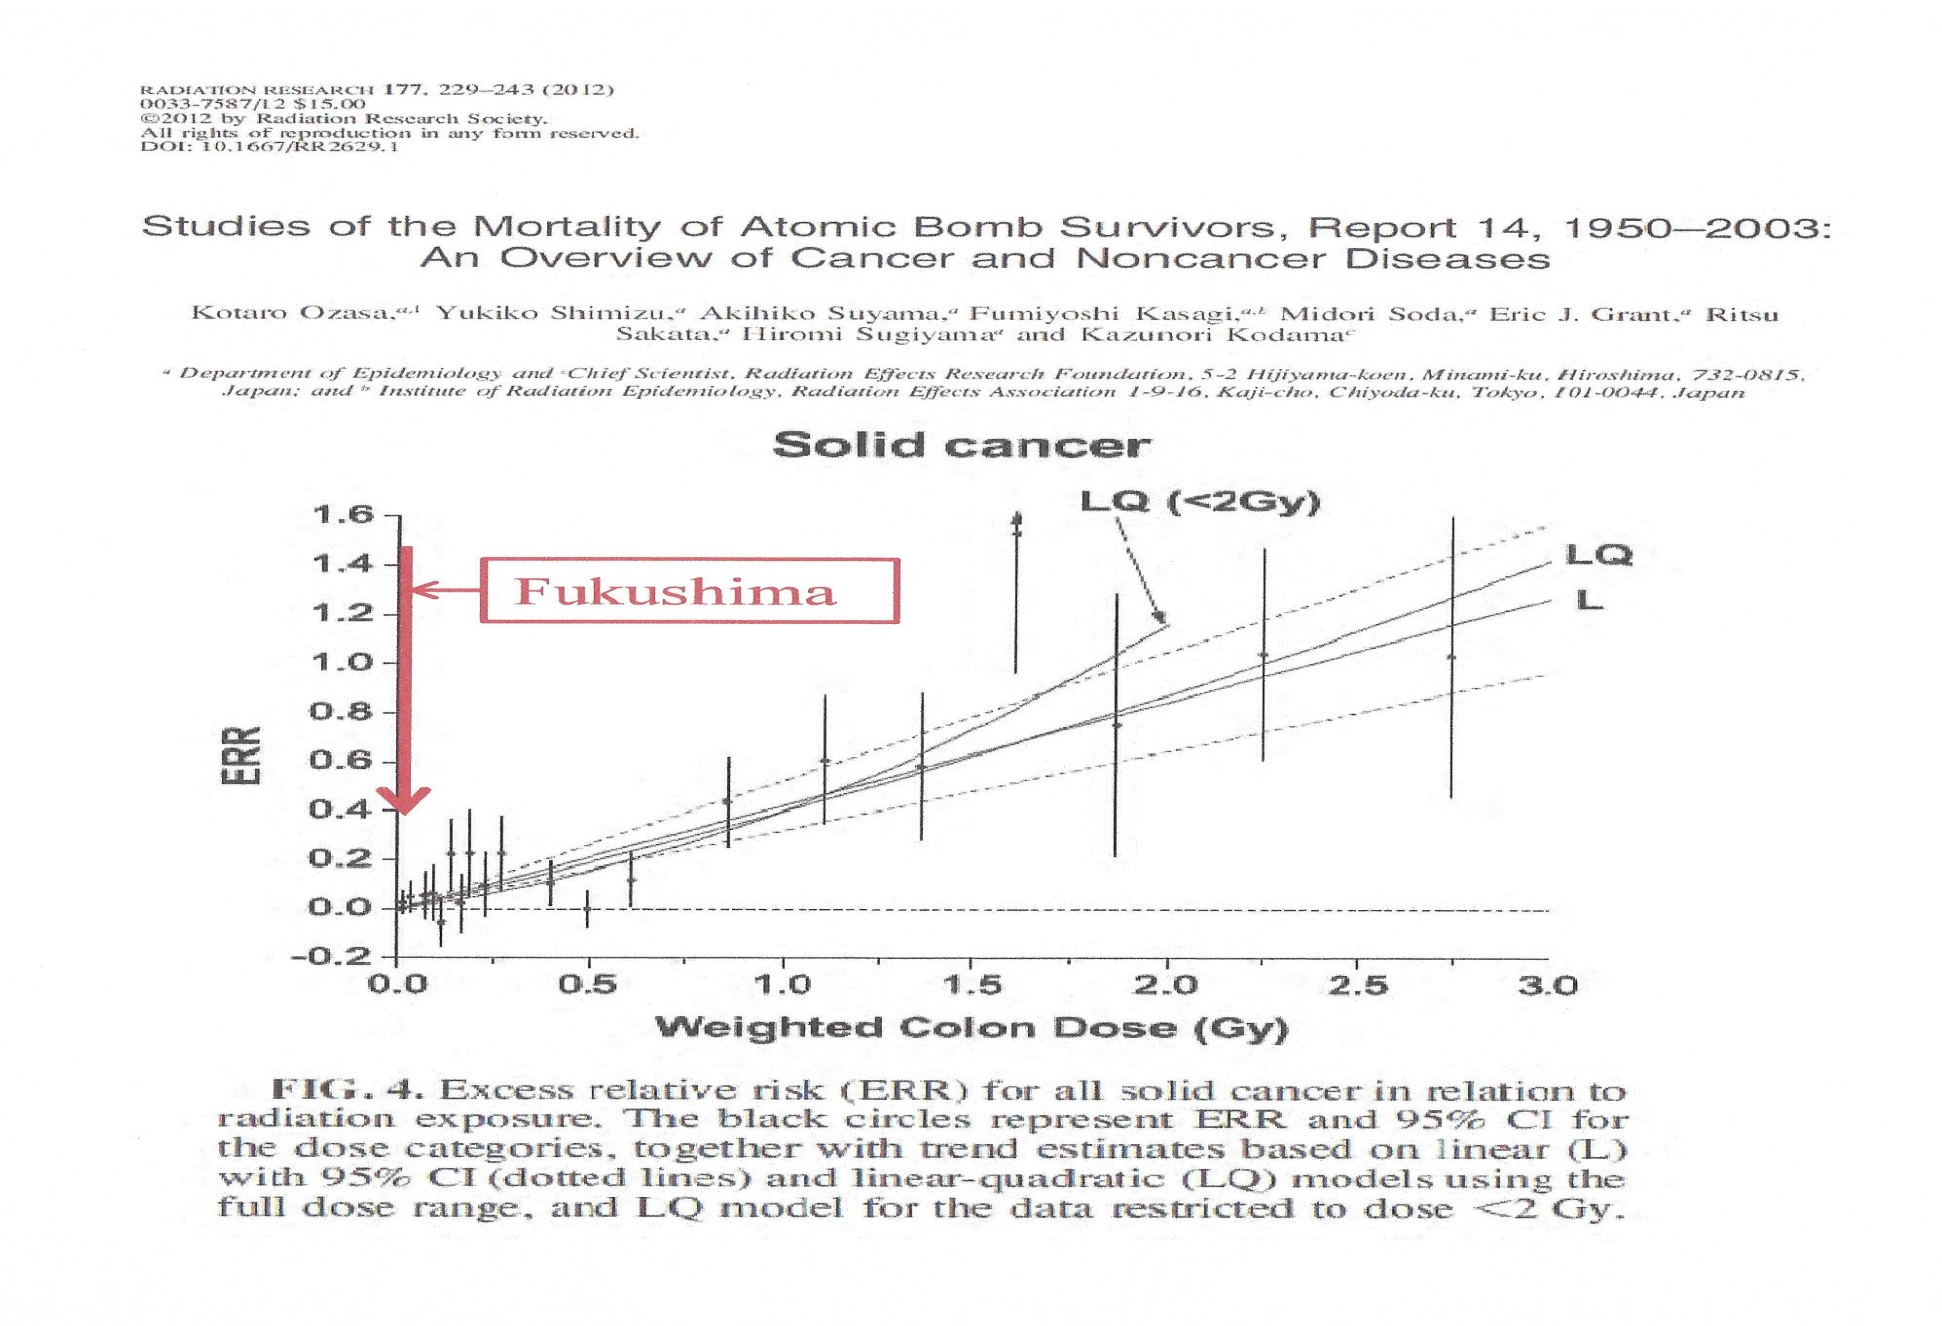 RADIATION RESEARCH 177, 229–243 (2012)
0033-7587/12 $15.00
©2012 by Radiation Research Society.
All rights of reproduction in any form reserved.
DOI: 10.1667/RR2629.1
Studies of the Mortality of Atomic Bomb Survivors, Report 14, 1950–2003:
An Overview of Cancer and Noncancer Diseases
Kotaro Ozasa,a,1 Yukiko Shimizu,a Akihiko Suyama,a Fumiyoshi Kasagi,a,b Midori Soda,a Eric J. Grant,a Ritsu
Sakata,a Hiromi Sugiyamaa and Kazunori Kodamac
a Department of Epidemiology and cChief Scientist, Radiation Effects Research Foundation, 5-2 Hijiyama-koen, Minami-ku, Hiroshima, 732-0815,
Japan; and b Institute of Radiation Epidemiology, Radiation Effects Association 1-9-16, Kaji-cho, Chiyoda-ku, Tokyo, 101-0044, Japan
Solid cancer
LQ (<2Gy)
1.6
1.4
1.2
1.0
0.8
0.6
0.4
0.2
0.0
-0.2
Fukushima
LQ
L
ERR
0.0 0.5 1.0 1.5 2.0 2.5 3.0
Weighted Colon Dose (Gy)
FIG. 4. Excess relative risk (ERR) for all solid cancer in relation to
radiation exposure. The black circles represent ERR and 95% CI for
the dose categories, together with trend estimates based on linear (L)
with 95% CI (dotted lines) and linear-quadratic (LQ) models using the
full dose range, and LQ model for the data restricted to dose <2 Gy.